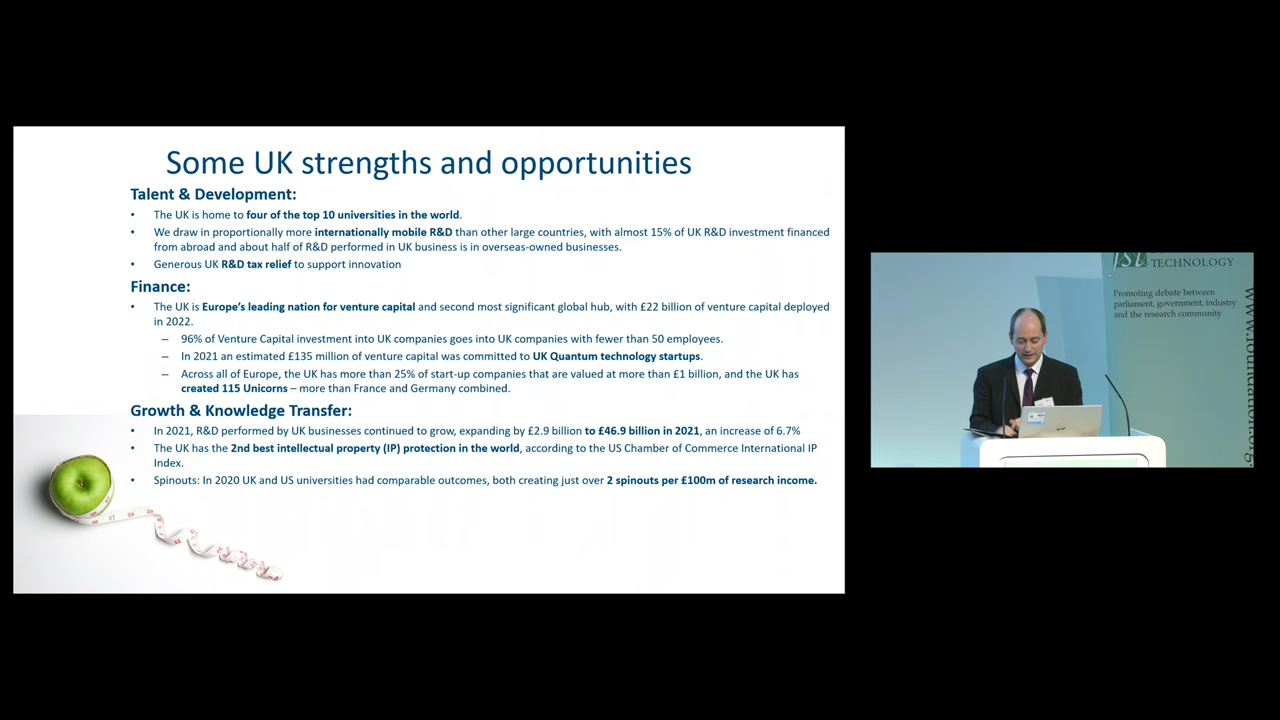 Some UK strengths and opportunities
Talent & Development:
• The UK is home to four of the top 10 universities in the world.
• We draw in proportionally more internationally mobile R&D than other large countries, with almost 15% of UK R&D investment financed
from abroad and about half of R&D performed in UK business is in overseas-owned businesses.
• Generous UK R&D tax relief to support innovation
Finance:
• The UK is Europe's leading nation for venture capital and second most significant global hub, with £22 billion of venture capital deployed
in 2022.
– 96% of Venture Capital investment into UK companies goes into UK companies with fewer than 50 employees.
– In 2021 an estimated £135 million of venture capital was committed to UK Quantum technology startups.
– Across all of Europe, the UK has more than 25% of start-up companies that are valued at more than £1 billion, and the UK has
created 115 Unicorns – more than France and Germany combined.
Growth & Knowledge Transfer:
• In 2021, R&D performed by UK businesses continued to grow, expanding by £2.9 billion to £46.9 billion in 2021, an increase of 6.7%
• The UK has the 2nd best intellectual property (IP) protection in the world, according to the US Chamber of Commerce International IP
Index.
• Spinouts: In 2020 UK and US universities had comparable outcomes, both creating just over 2 spinouts per £100m of research income.
TECHNOLOGY
Promoting debate between
parliament, government, industry
and the research community